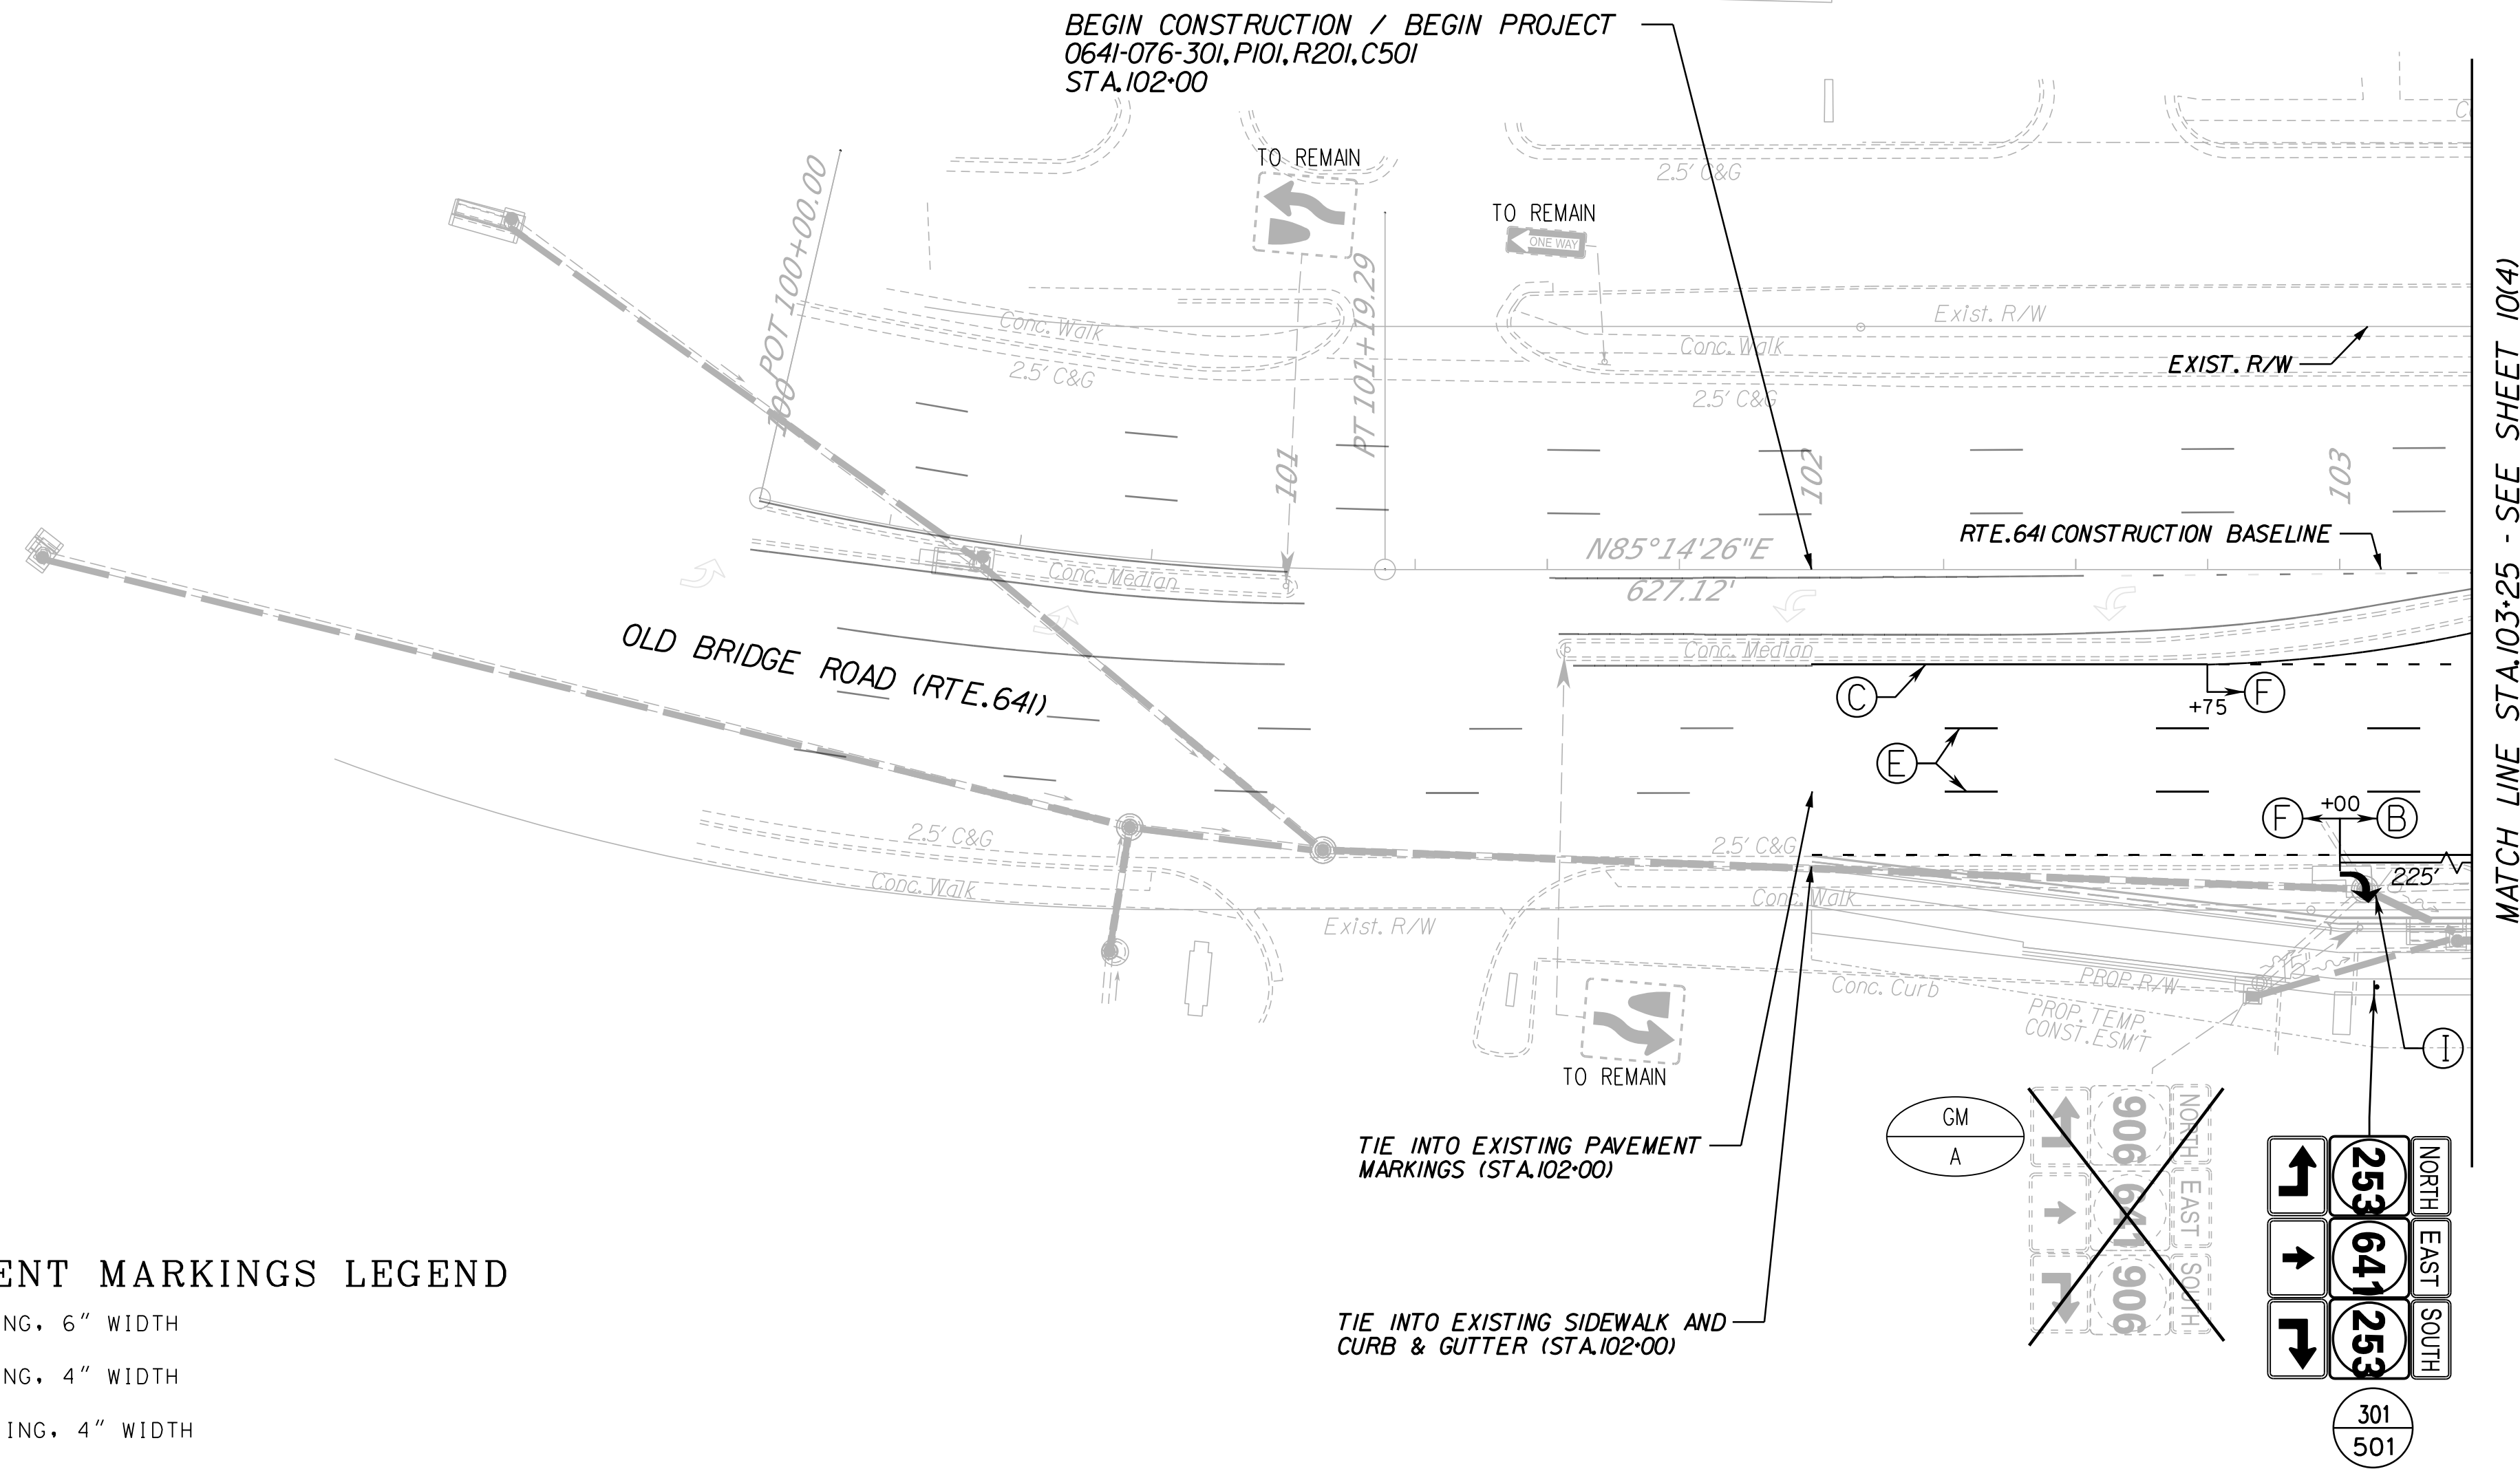 BEGIN CONSTRUCTION / BEGIN PROJECT
0641-076-301, P101, R201, C501
STA. 102+00
TO REMAIN
2.5' C&G
TO REMAIN
ONE WAY
POT 100+00.00
100
PT 101+19.29
101
102
103
Conc. Walk
2.5' C&G
Exist. R/W
Conc. Walk
2.5' C&G
EXIST. R/W
MATCH LINE STA. 103+25 - SEE SHEET 10(4)
RTE. 641 CONSTRUCTION BASELINE
N85°14'26"E
627.12'
Conc. Median
Conc. Median
OLD BRIDGE ROAD (RTE. 641)
C
F
+75
E
F
+00
B
225'
2.5' C&G
2.5' C&G
Conc. Walk
Conc. Walk
Exist. R/W
Conc. Curb
PROP. R/W
PROP. TEMP.
CONST. ESM'T
I
TO REMAIN
TIE INTO EXISTING PAVEMENT
MARKINGS (STA. 102+00)
GM
A
NORTH
906
EAST
641
SOUTH
906
NORTH
253
EAST
641
SOUTH
253
301
501
TIE INTO EXISTING SIDEWALK AND
CURB & GUTTER (STA. 102+00)
ENT MARKINGS LEGEND
NG, 6" WIDTH
NG, 4" WIDTH
ING, 4" WIDTH